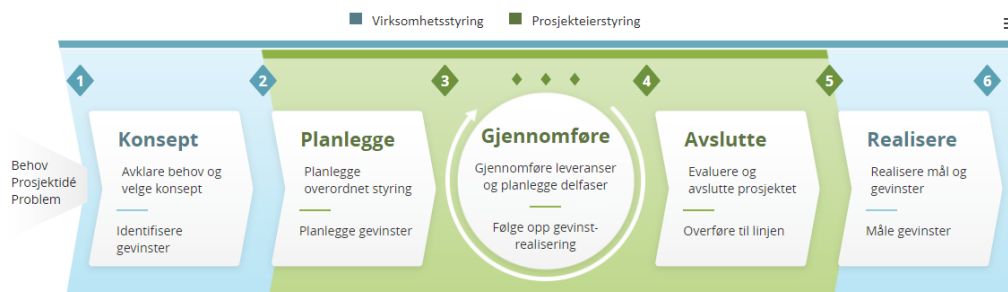 Virksomhetsstyring
Prosjekteierstyring
1
2
3
4
5
6
Behov
Prosjektidé
Problem
Konsept
Avklare behov og
velge konsept
Identifisere
gevinster
Planlegge
Planlegge
overordnet styring
Planlegge gevinster
Gjennomføre
Gjennomføre leveranser
og planlegge delfaser
Følge opp gevinst-
realisering
Avslutte
Evaluere og
avslutte prosjektet
Overføre til linjen
Realisere
Realisere mål og
gevinster
Måle gevinster